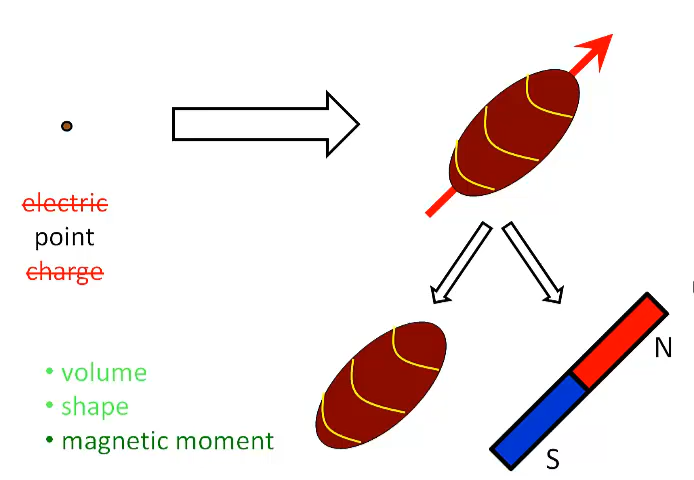 electric
point
charge
• volume
• shape
• magnetic moment
N
S